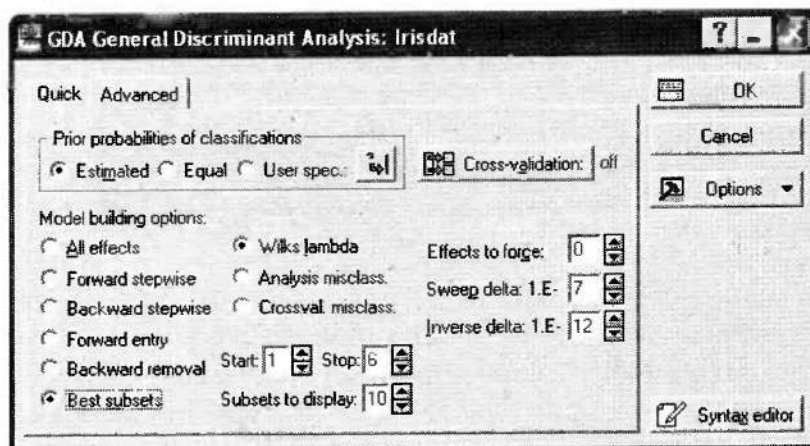 GDA General Discriminant Analysis: Irisdat
Quick Advanced
OK
Cancel
Options
Prior probabilities of classifications
Estimated Equal User spec.:
Cross-validation: off
Model building options:
All effects
Forward stepwise
Backward stepwise
Forward entry
Backward removal
Best subsets
Wilks lambda
Analysis misclass.
Crossval. misclass.
Start: 1 Stop: 6
Subsets to display: 10
Effects to force: 0
Sweep delta: 1.E- 7
Inverse delta: 1.E- 12
Syntax editor